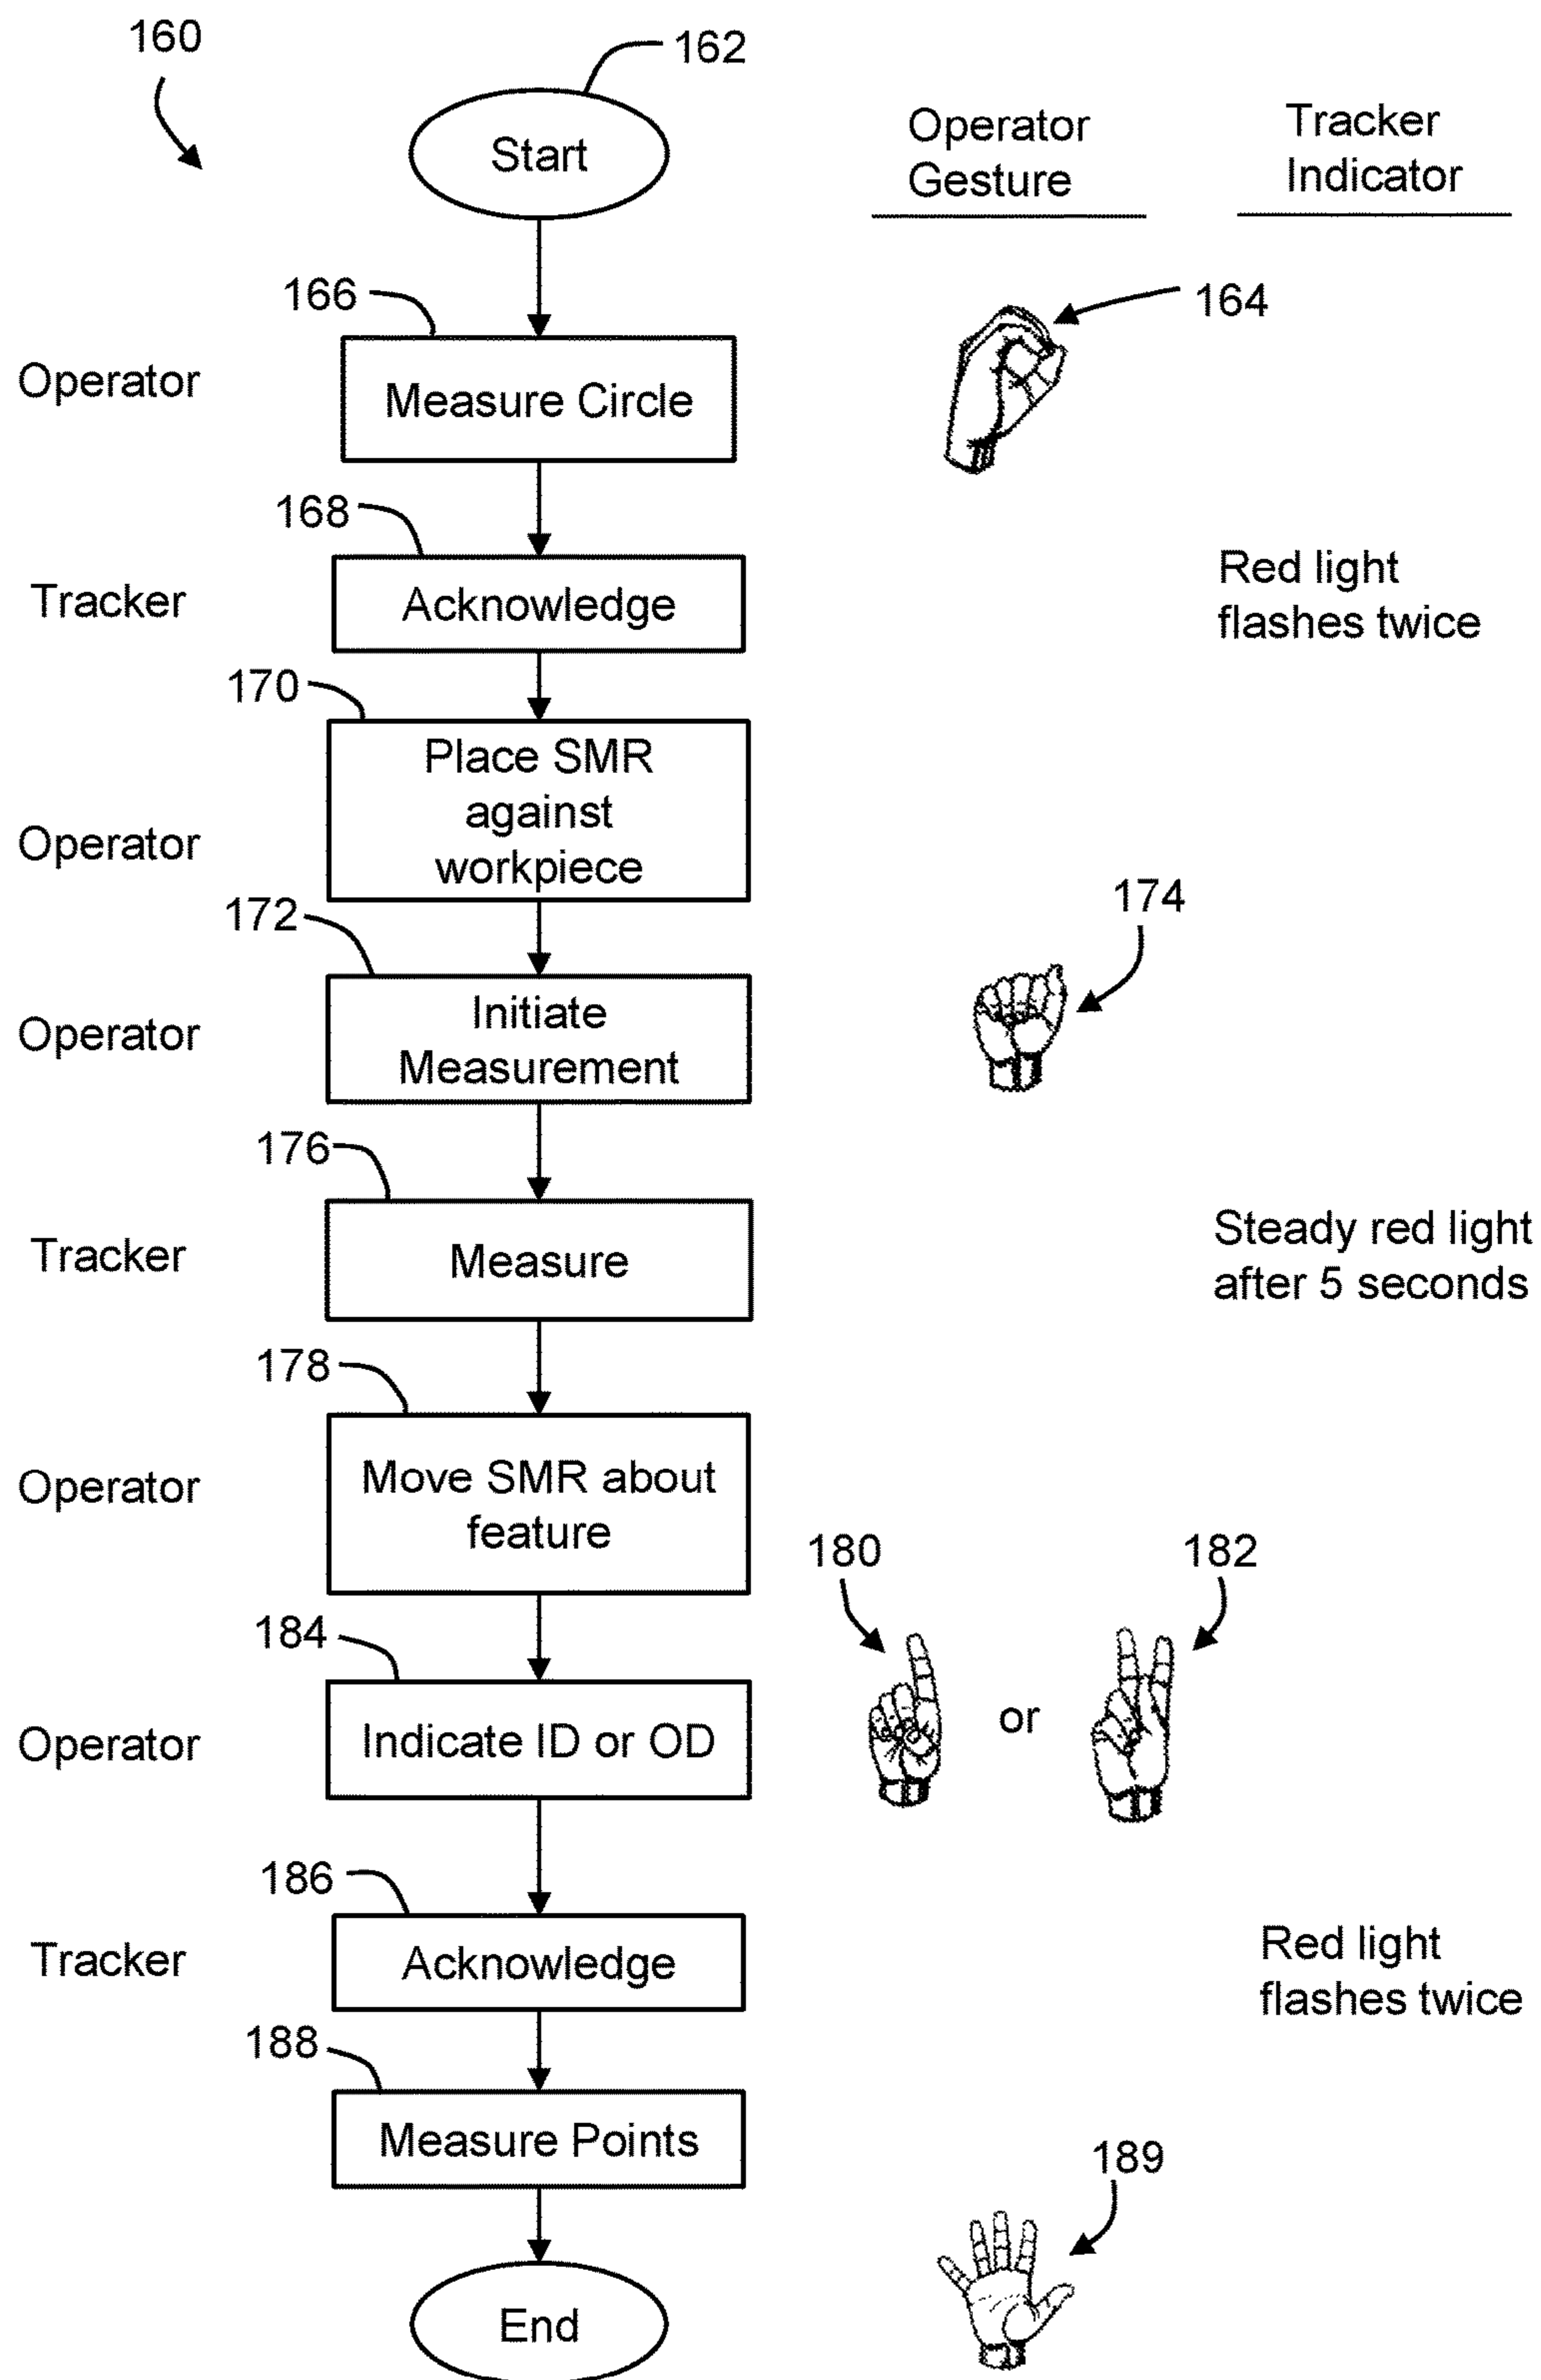 160
162
Start
Operator
Gesture
Tracker
Indicator
166
164
Operator
Measure Circle
168
Tracker
Acknowledge
Red light
flashes twice
170
Operator
Place SMR
against
workpiece
172
174
Operator
Initiate
Measurement
176
Tracker
Measure
Steady red light
after 5 seconds
178
Operator
Move SMR about
feature
180
182
184
Operator
Indicate ID or OD
or
186
Tracker
Acknowledge
Red light
flashes twice
188
Measure Points
189
End